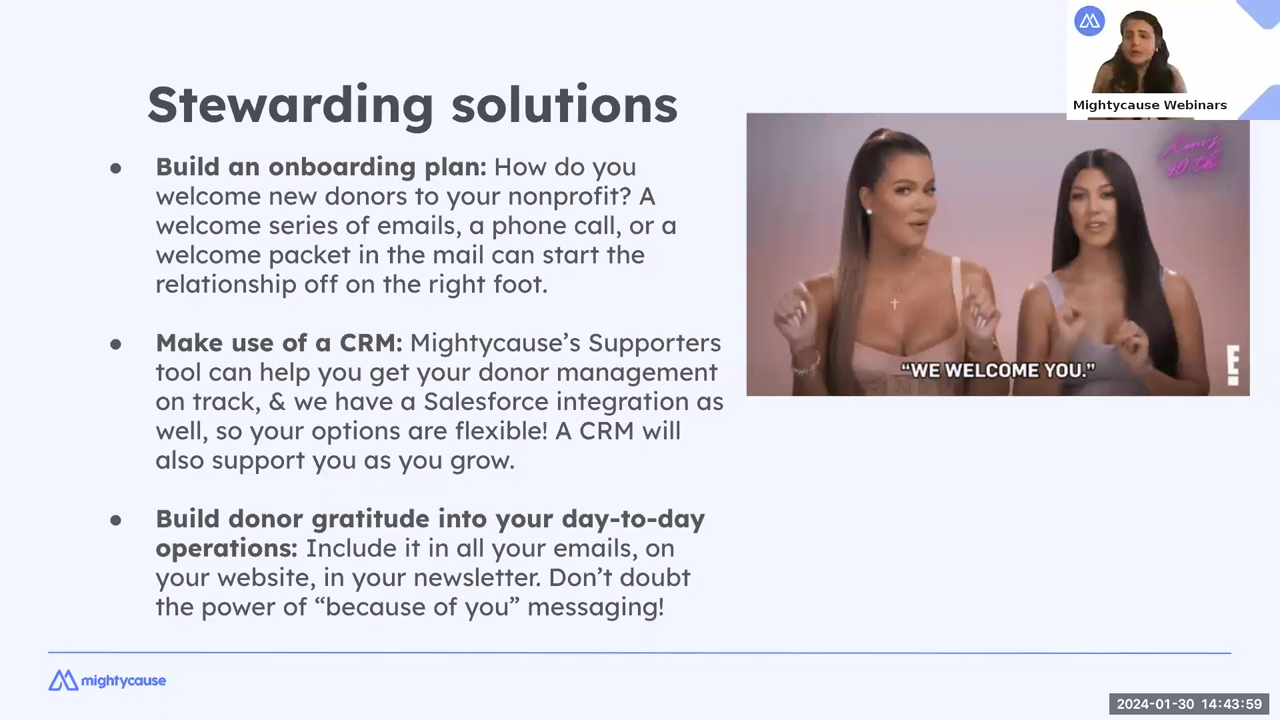 Mightycause Webinars
Stewarding solutions
● Build an onboarding plan: How do you
welcome new donors to your nonprofit? A
welcome series of emails, a phone call, or a
welcome packet in the mail can start the
relationship off on the right foot.
● Make use of a CRM: Mightycause’s Supporters
tool can help you get your donor management
on track, & we have a Salesforce integration as
well, so your options are flexible! A CRM will
also support you as you grow.
● Build donor gratitude into your day-to-day
operations: Include it in all your emails, on
your website, in your newsletter. Don’t doubt
the power of “because of you” messaging!
“WE WELCOME YOU.”
E!
mightycause
2024-01-30 14:43:59